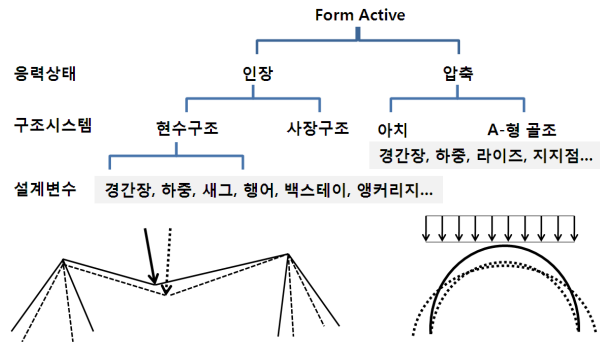 Form Active
응력상태 인장 압축
구조시스템 현수구조 사장구조 아치 A-형 골조
경간장, 하중, 라이즈, 지지점...
설계변수 경간장, 하중, 새그, 행어, 백스테이, 앵커리지...